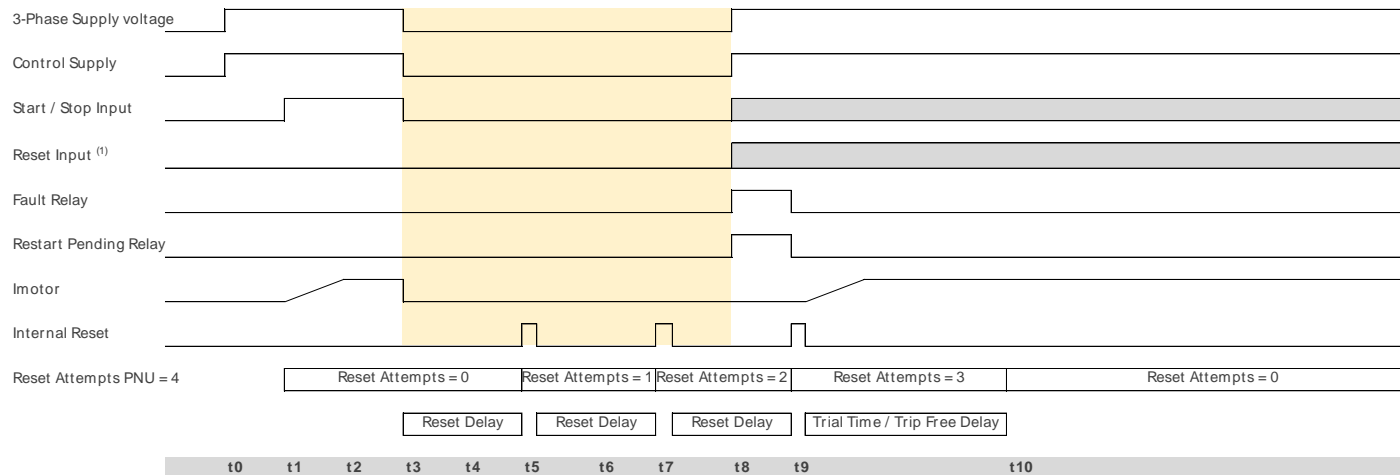 3-Phase Supply voltage
Control Supply
Start / Stop Input
Reset Input (1)
Fault Relay
Restart Pending Relay
Imotor
Internal Reset
Reset Attempts PNU = 4 Reset Attempts = 0 Reset Attempts = 1 Reset Attempts = 2 Reset Attempts = 3 Reset Attempts = 0
Reset Delay Reset Delay Reset Delay Trial Time / Trip Free Delay
t0 t1 t2 t3 t4 t5 t6 t7 t8 t9 t10